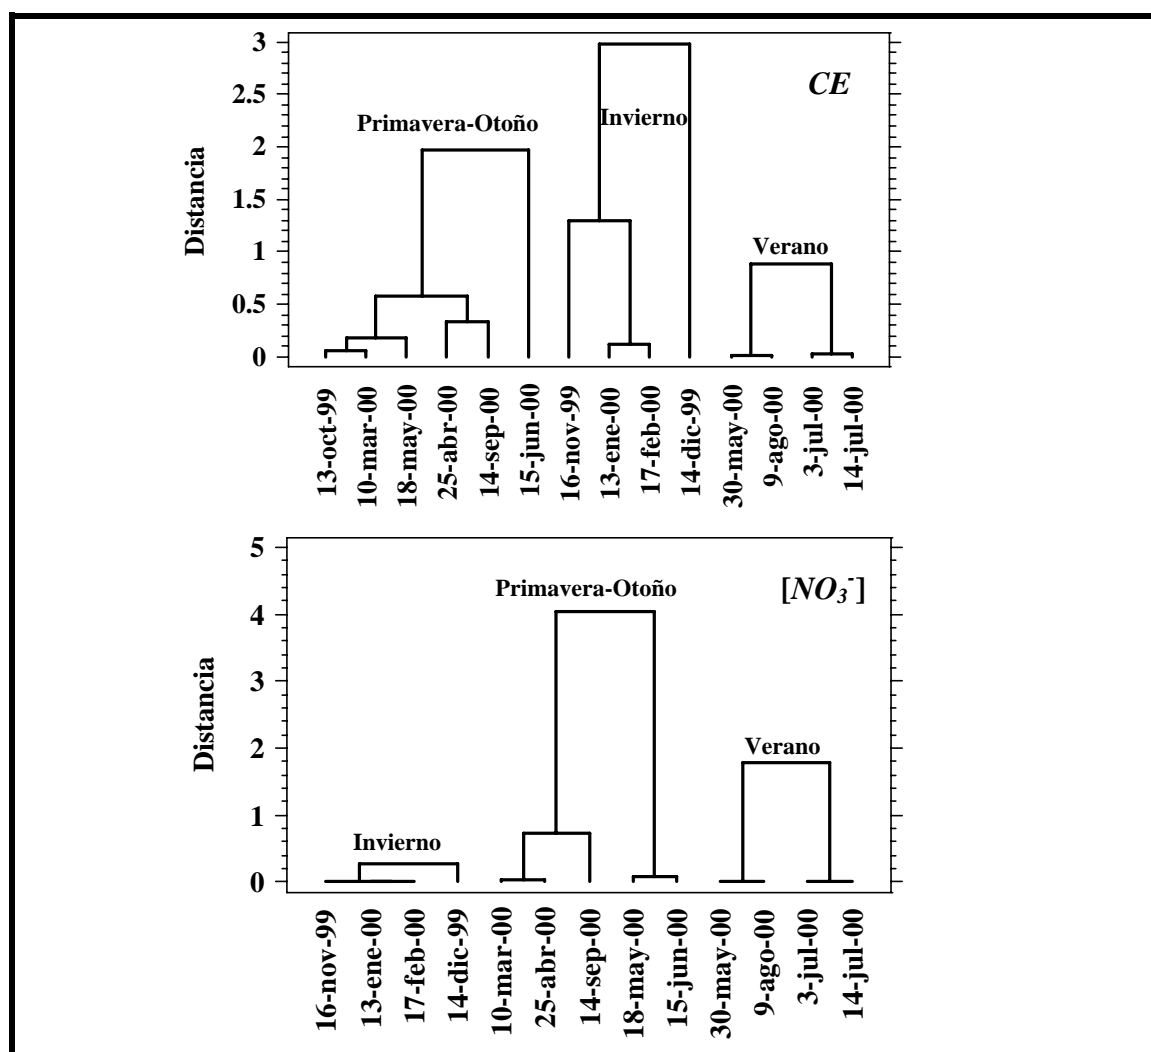 3
CE
2.5
Invierno
Primavera-Otoño
2
Distancia
1.5
Verano
1
0.5
0
13-oct-99
10-mar-00
18-may-00
25-abr-00
14-sep-00
15-jun-00
16-nov-99
13-ene-00
17-feb-00
14-dic-99
30-may-00
9-ago-00
3-jul-00
14-jul-00
5
Primavera-Otoño
[NO₃⁻]
4
3
Distancia
2
Verano
1
Invierno
0
16-nov-99
13-ene-00
17-feb-00
14-dic-99
10-mar-00
25-abr-00
14-sep-00
18-may-00
15-jun-00
30-may-00
9-ago-00
3-jul-00
14-jul-00